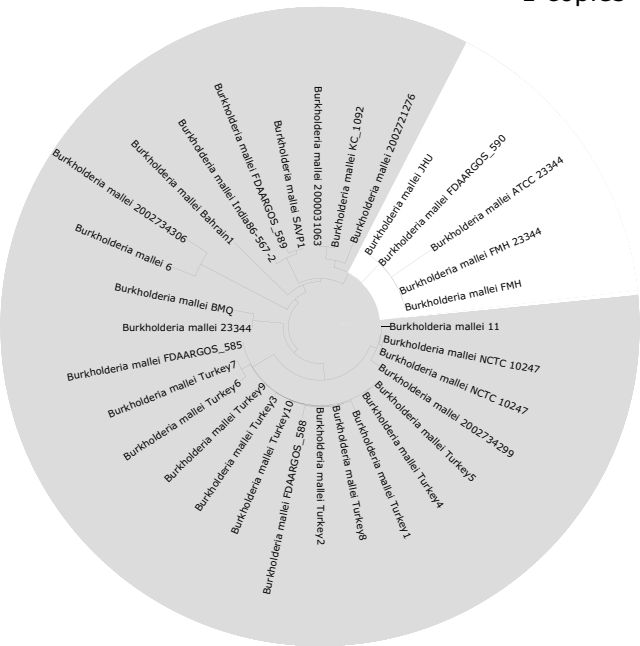 Burkholderia mallei 2002721276
Burkholderia mallei JHU
Burkholderia mallei FDAARGOS_590
Burkholderia mallei ATCC 23344
Burkholderia mallei FMH 23344
Burkholderia mallei FMH
Burkholderia mallei 11
Burkholderia mallei NCTC 10247
Burkholderia mallei NCTC 10247
Burkholderia mallei 2002734299
Burkholderia mallei Turkey5
Burkholderia mallei Turkey4
Burkholderia mallei Turkey1
Burkholderia mallei Turkey8
Burkholderia mallei Turkey2
Burkholderia mallei FDAARGOS_588
Burkholderia mallei Turkey10
Burkholderia mallei Turkey3
Burkholderia mallei Turkey9
Burkholderia mallei Turkey6
Burkholderia mallei Turkey7
Burkholderia mallei FDAARGOS_585
Burkholderia mallei 23344
Burkholderia mallei BMQ
Burkholderia mallei 6
Burkholderia mallei 2002734306
Burkholderia mallei Bahrain1
Burkholderia mallei India86-567-2
Burkholderia mallei FDAARGOS_589
Burkholderia mallei SAVP1
Burkholderia mallei 2000031063
Burkholderia mallei KC_1092